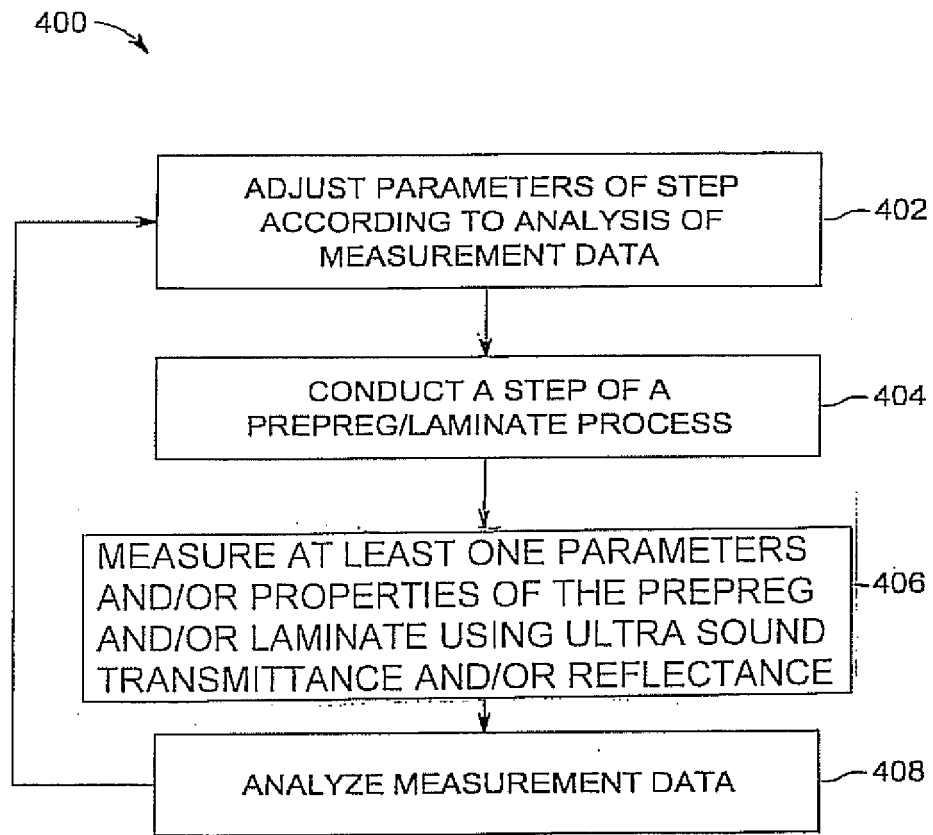 400
ADJUST PARAMETERS OF STEP
ACCORDING TO ANALYSIS OF
MEASUREMENT DATA
402
CONDUCT A STEP OF A
PREPREG/LAMINATE PROCESS
404
MEASURE AT LEAST ONE PARAMETERS
AND/OR PROPERTIES OF THE PREPREG
AND/OR LAMINATE USING ULTRA SOUND
TRANSMITTANCE AND/OR REFLECTANCE
406
ANALYZE MEASUREMENT DATA
408